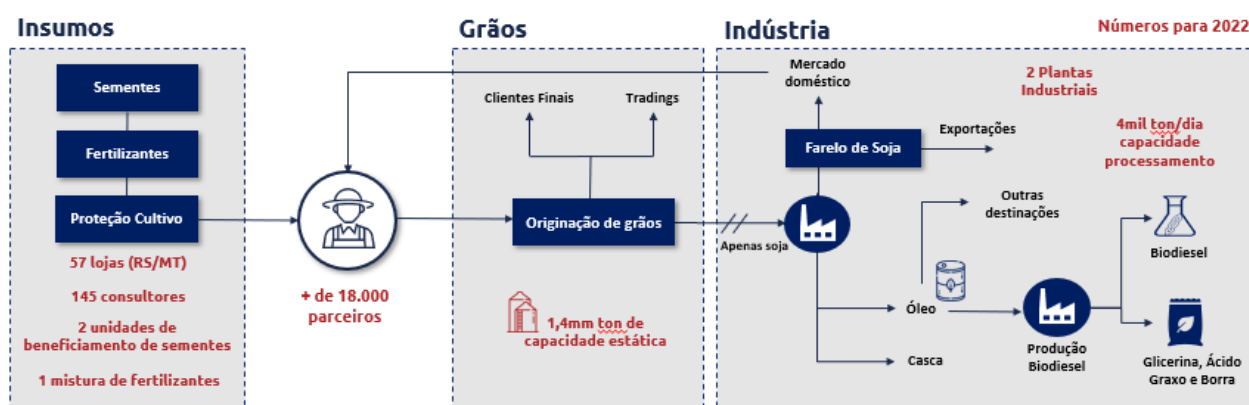 Insumos
Sementes
Fertilizantes
Proteção Cultivo
57 lojas (RS/MT)
145 consultores
2 unidades de
beneficiamento de sementes
1 mistura de fertilizantes
+ de 18.000
parceiros
Grãos
Clientes Finais
Tradings
Originação de grãos
1,4mm ton de
capacidade estática
Indústria
Números para 2022
Mercado
doméstico
2 Plantas
Industriais
Farelo de Soja
Exportações
4mil ton/dia
capacidade
processamento
Apenas soja
Outras
destinações
Óleo
Casca
Produção
Biodiesel
Biodiesel
Glicerina, Ácido
Graxo e Borra